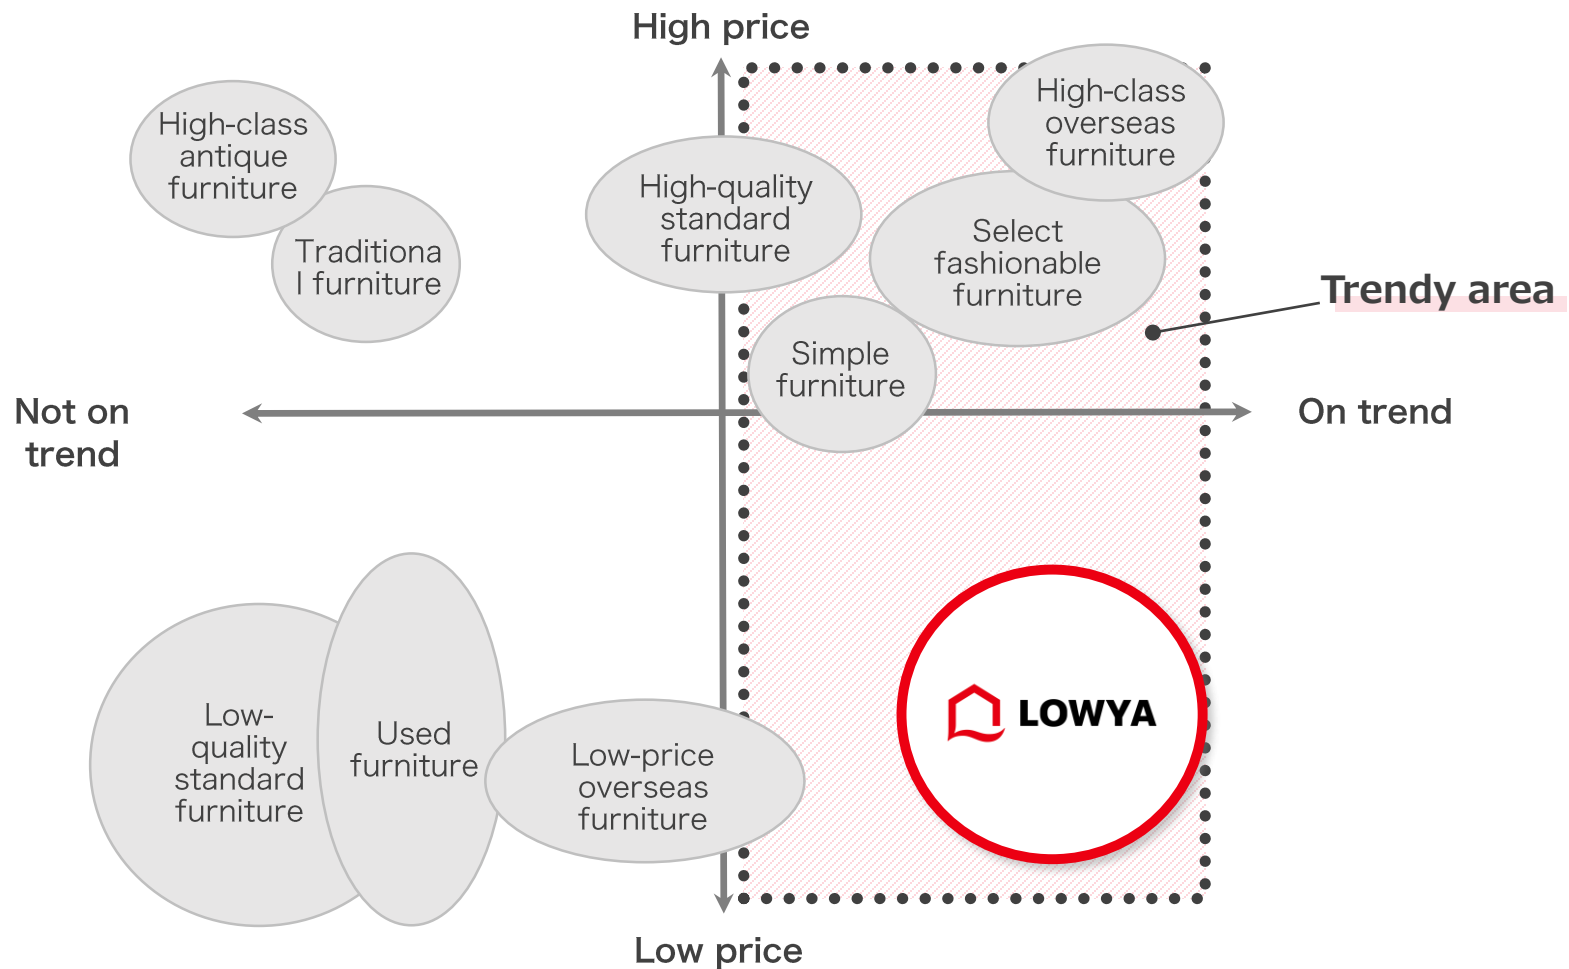 High price
High-class
antique
furniture
Traditiona
l furniture
High-quality
standard
furniture
High-class
overseas
furniture
Select
fashionable
furniture
Simple
furniture
Trendy area
Not on
trend
On trend
Low-
quality
standard
furniture
Used
furniture
Low-price
overseas
furniture
LOWYA
Low price